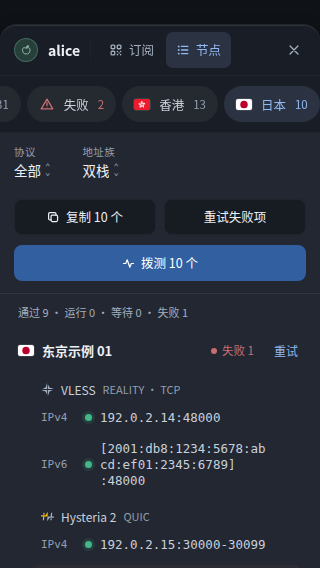 alice 订阅 节点
31 失败 2 香港 13 日本 10
协议 地址族
全部 双栈
复制 10 个 重试失败项
拨测 10 个
通过 9 · 运行 0 · 等待 0 · 失败 1
东京示例 01 失败 1 重试
VLESS REALITY · TCP
IPv4 192.0.2.14:48000
IPv6 [2001:db8:1234:5678:ab
cd:ef01:2345:6789]
:48000
Hysteria 2 QUIC
IPv4 192.0.2.15:30000-30099